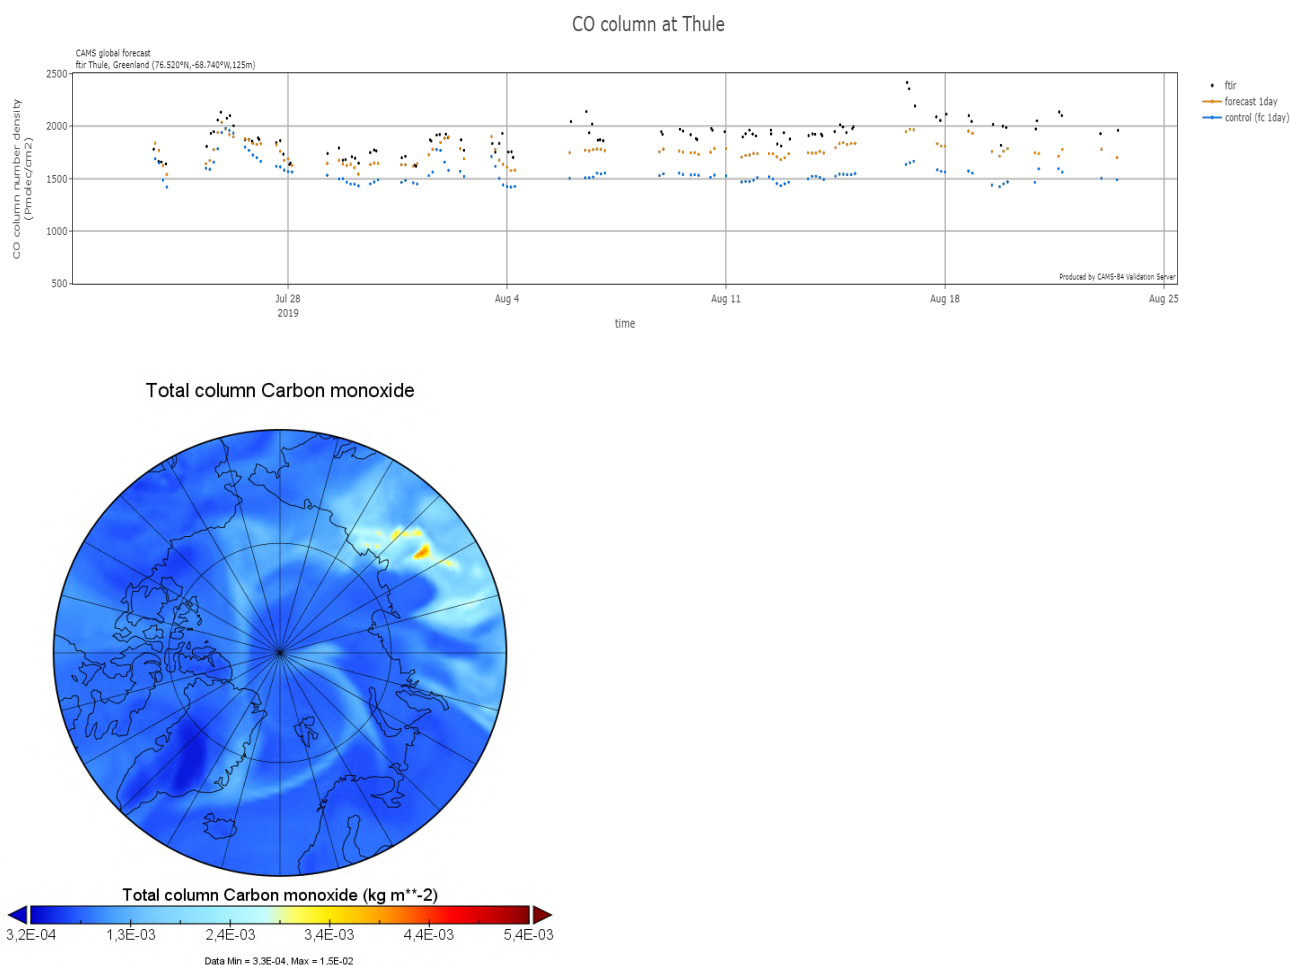 CO column at Thule
CAMS global forecast
ftir Thule, Greenland (76.520°N,-68.740°W,125m)
CO column number density
(Pmolec/cm2)
2500
2000
1500
1000
500
ftir
forecast 1day
control (fc 1day)
Produced by CAMS-84 Validation Server
Jul 28
2019
Aug 4
Aug 11
Aug 18
Aug 25
time
Total column Carbon monoxide
Total column Carbon monoxide (kg m**-2)
3,2E-04 1,3E-03 2,4E-03 3,4E-03 4,4E-03 5,4E-03
Data Min = 3.3E-04, Max = 1.5E-02